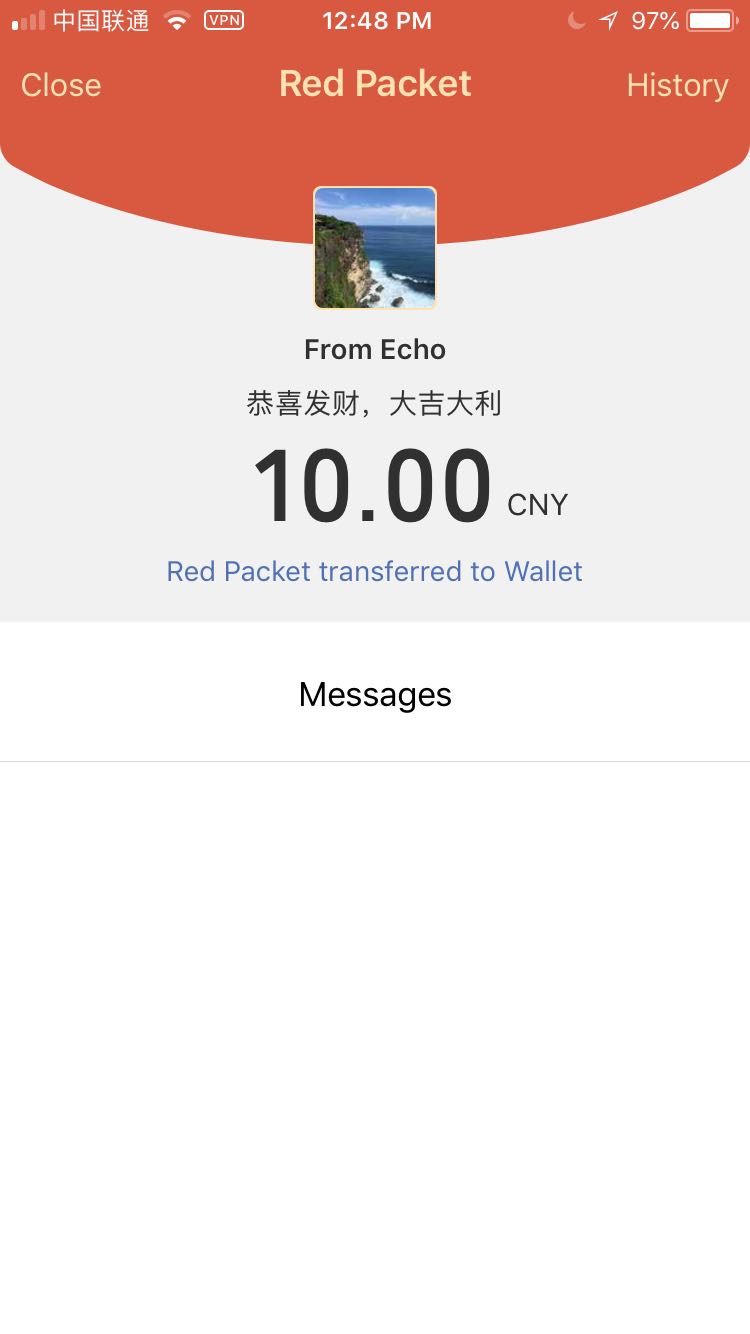 中国联通 VPN 12:48 PM 97%
Close Red Packet History
From Echo
恭喜发财，大吉大利
10.00 CNY
Red Packet transferred to Wallet
Messages